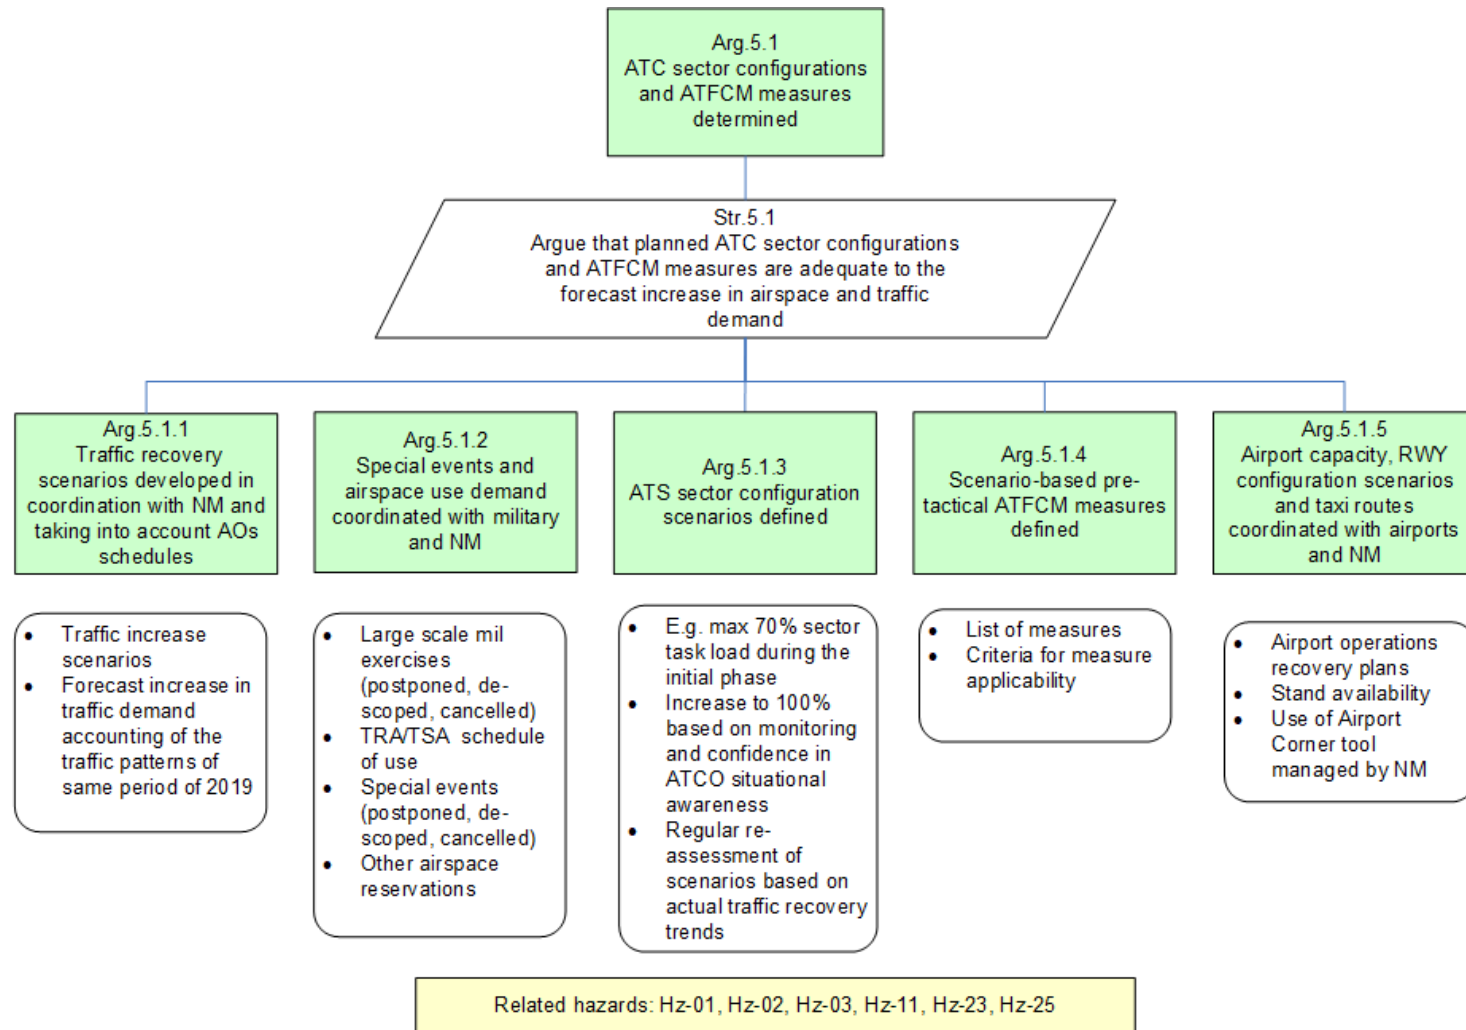 Arg.5.1
ATC sector configurations
and ATFCM measures
determined
Str.5.1
Argue that planned ATC sector configurations
and ATFCM measures are adequate to the
forecast increase in airspace and traffic
demand
Arg.5.1.1
Traffic recovery
scenarios developed in
coordination with NM and
taking into account AOs
schedules
Arg.5.1.2
Special events and
airspace use demand
coordinated with military
and NM
Arg.5.1.3
ATS sector configuration
scenarios defined
Arg.5.1.4
Scenario-based pre-
tactical ATFCM measures
defined
Arg.5.1.5
Airport capacity, RWY
configuration scenarios
and taxi routes
coordinated with airports
and NM
• Traffic increase
scenarios
• Forecast increase in
traffic demand
accounting of the
traffic patterns of
same period of 2019
• Large scale mil
exercises
(postponed, de-
scoped, cancelled)
• TRA/TSA schedule
of use
• Special events
(postponed, de-
scoped, cancelled)
• Other airspace
reservations
• E.g. max 70% sector
task load during the
initial phase
• Increase to 100%
based on monitoring
and confidence in
ATCO situational
awareness
• Regular re-
assessment of
scenarios based on
actual traffic recovery
trends
• List of measures
• Criteria for measure
applicability
• Airport operations
recovery plans
• Stand availability
• Use of Airport
Corner tool
managed by NM
Related hazards: Hz-01, Hz-02, Hz-03, Hz-11, Hz-23, Hz-25